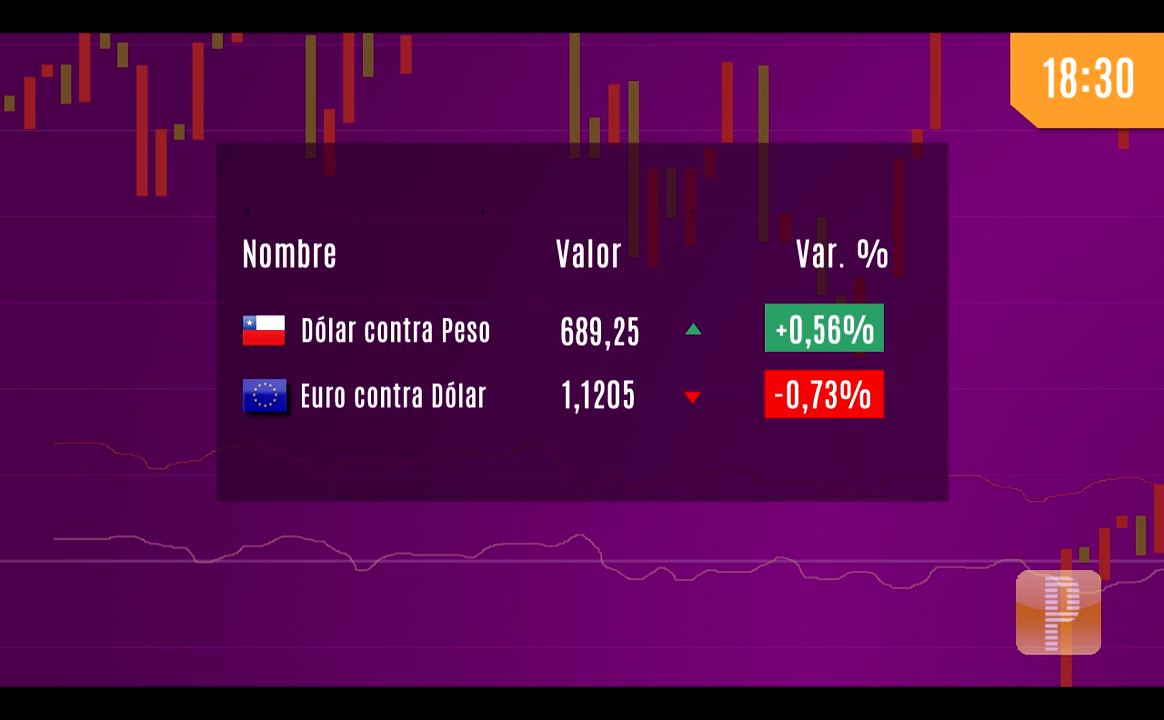 18:30
Nombre Valor Var. %
Dólar contra Peso 689,25 +0,56%
Euro contra Dólar 1,1205 -0,73%
P